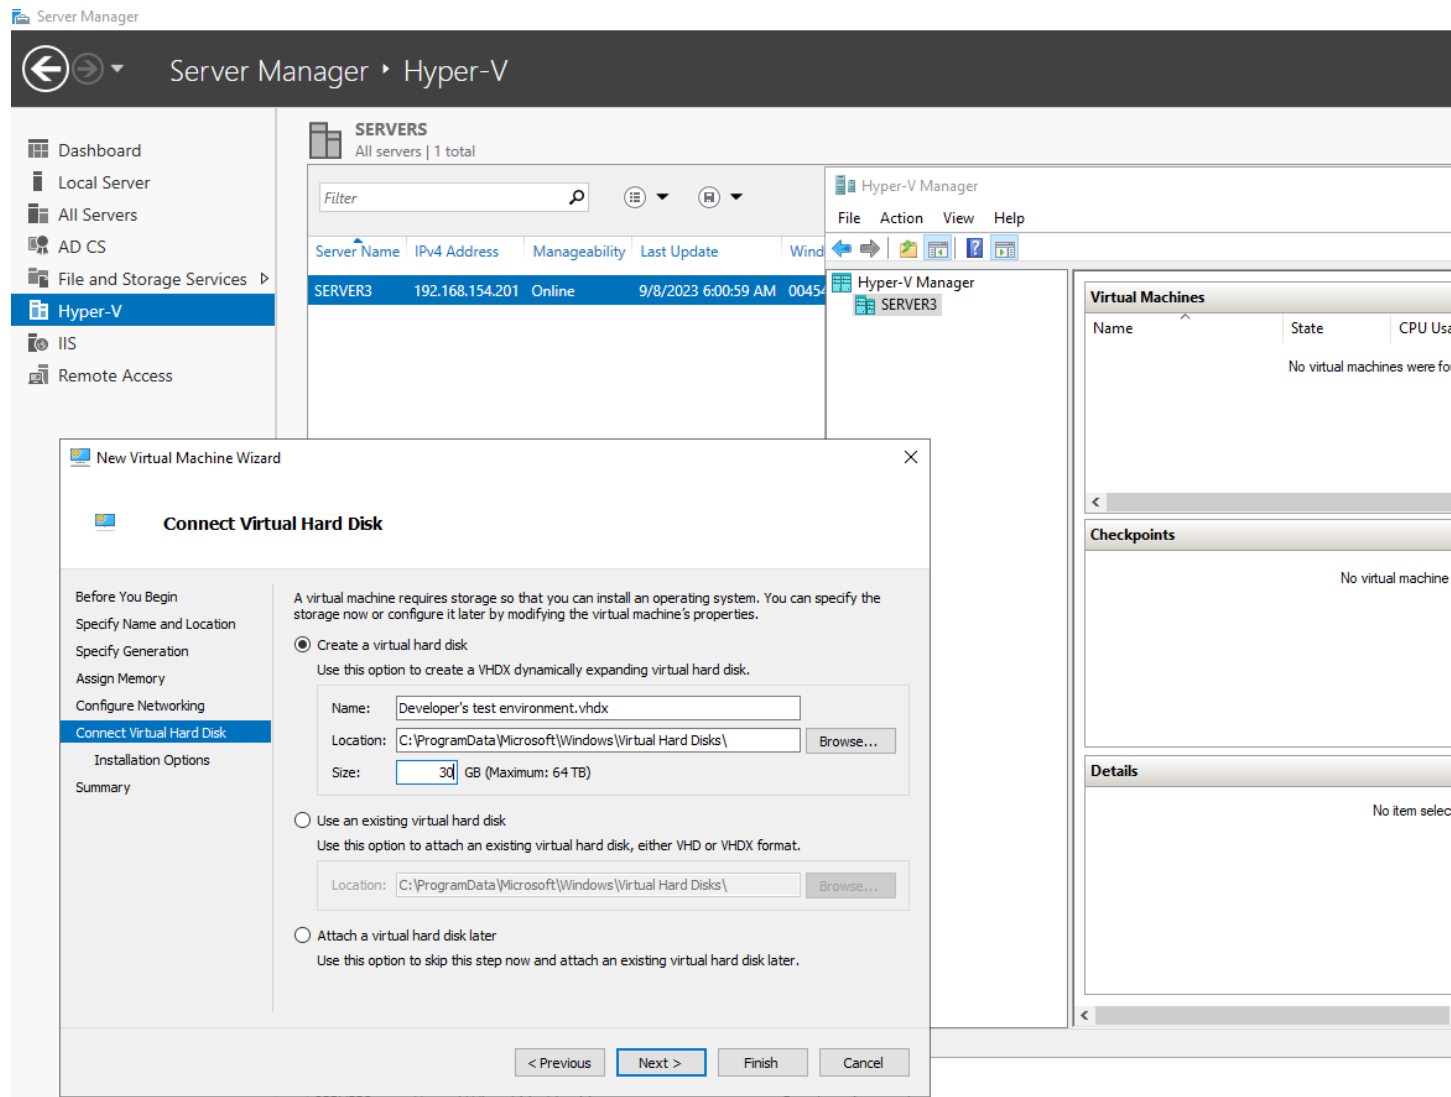 Server Manager
Server Manager ‣ Hyper-V
Dashboard
Local Server
All Servers
AD CS
File and Storage Services
Hyper-V
IIS
Remote Access
SERVERS
All servers | 1 total
Filter
Server Name IPv4 Address Manageability Last Update Wind
SERVER3 192.168.154.201 Online 9/8/2023 6:00:59 AM 00454
Hyper-V Manager
File Action View Help
Hyper-V Manager
SERVER3
Virtual Machines
Name State CPU Usa
No virtual machines were fo
Checkpoints
No virtual machine
Details
No item selec
New Virtual Machine Wizard
Connect Virtual Hard Disk
Before You Begin
Specify Name and Location
Specify Generation
Assign Memory
Configure Networking
Connect Virtual Hard Disk
Installation Options
Summary
A virtual machine requires storage so that you can install an operating system. You can specify the
storage now or configure it later by modifying the virtual machine's properties.
Create a virtual hard disk
Use this option to create a VHDX dynamically expanding virtual hard disk.
Name: Developer's test environment.vhdx
Location: C:\ProgramData\Microsoft\Windows\Virtual Hard Disks\ Browse...
Size: 30 GB (Maximum: 64 TB)
Use an existing virtual hard disk
Use this option to attach an existing virtual hard disk, either VHD or VHDX format.
Location: C:\ProgramData\Microsoft\Windows\Virtual Hard Disks\ Browse...
Attach a virtual hard disk later
Use this option to skip this step now and attach an existing virtual hard disk later.
< Previous Next > Finish Cancel